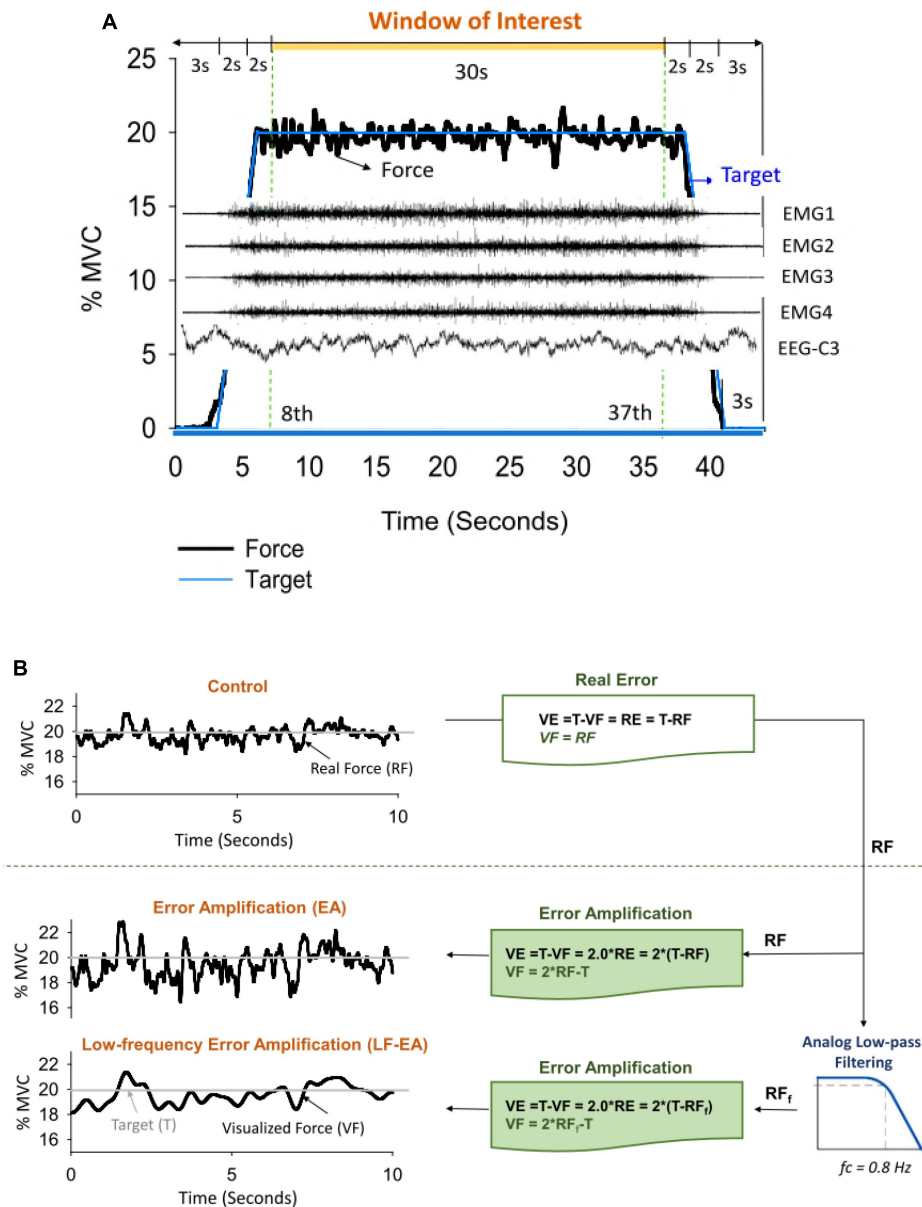 A
Window of Interest
3s 2s 2s 30s 2s 2s 3s
25
20
15
10
5
0
% MVC
Force
Target
EMG1
EMG2
EMG3
EMG4
EEG-C3
8th
37th
3s
0 5 10 15 20 25 30 35 40
Time (Seconds)
Force
Target
B
Control
22
20
18
16
% MVC
Real Force (RF)
0 5 10
Time (Seconds)
Real Error
VE =T-VF = RE = T-RF
VF = RF
RF
Error Amplification (EA)
22
20
18
16
% MVC
Error Amplification
VE =T-VF = 2.0*RE = 2*(T-RF)
VF = 2*RF-T
RF
Low-frequency Error Amplification (LF-EA)
22
20
18
16
% MVC
Target (T)
Visualized Force (VF)
0 5 10
Time (Seconds)
Error Amplification
VE =T-VF = 2.0*RE = 2*(T-RFf)
VF = 2*RFf-T
RFf
Analog Low-pass
Filtering
fc = 0.8 Hz